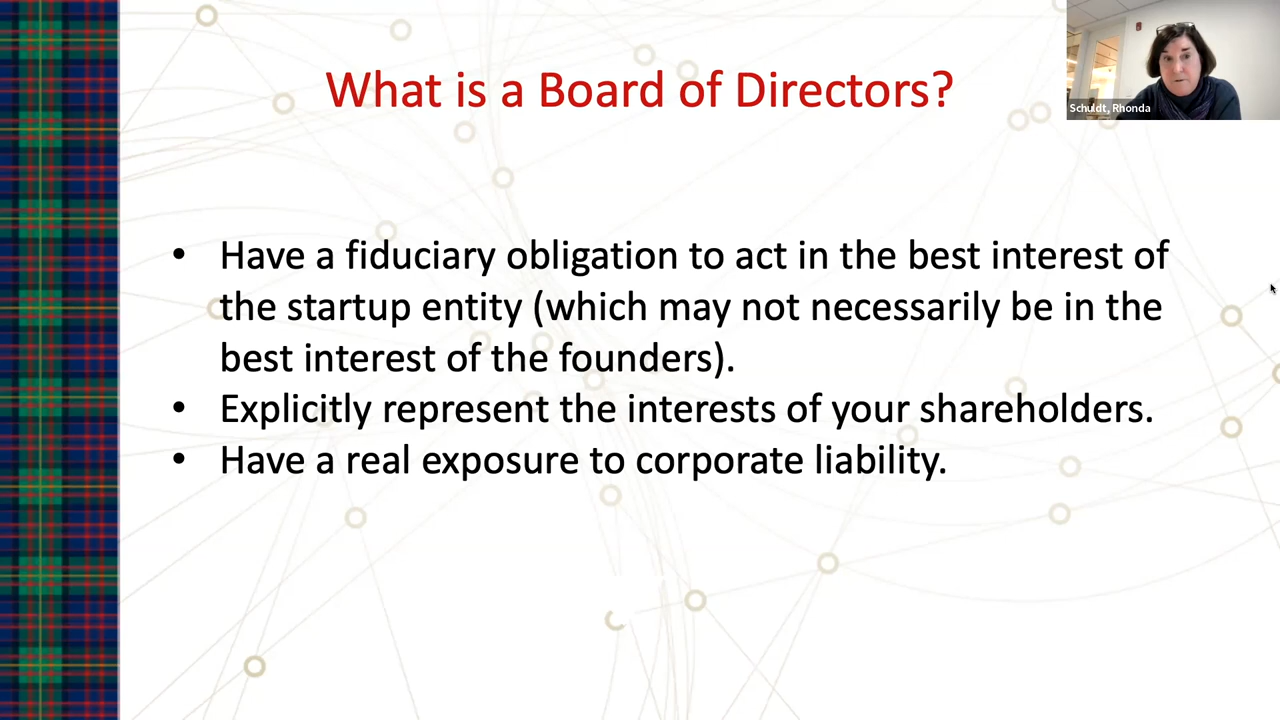 What is a Board of Directors?
Schuldt, Rhonda
• Have a fiduciary obligation to act in the best interest of
the startup entity (which may not necessarily be in the
best interest of the founders).
• Explicitly represent the interests of your shareholders.
• Have a real exposure to corporate liability.